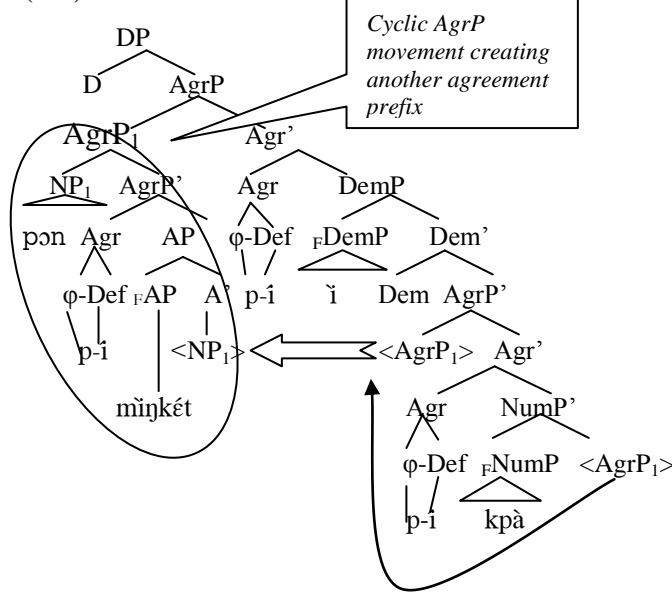 DP
Cyclic AgrP
movement creating
another agreement
prefix
D AgrP
AgrP₁ Agr'
NP₁ AgrP' Agr DemP
pɔn Agr AP φ-Def FDemP Dem'
φ-Def FAP A' p-í ˋi Dem AgrP'
p-í <NP₁> <AgrP₁> Agr'
mìŋkɛ́t Agr NumP'
φ-Def FNumP <AgrP₁>
p-í kpà